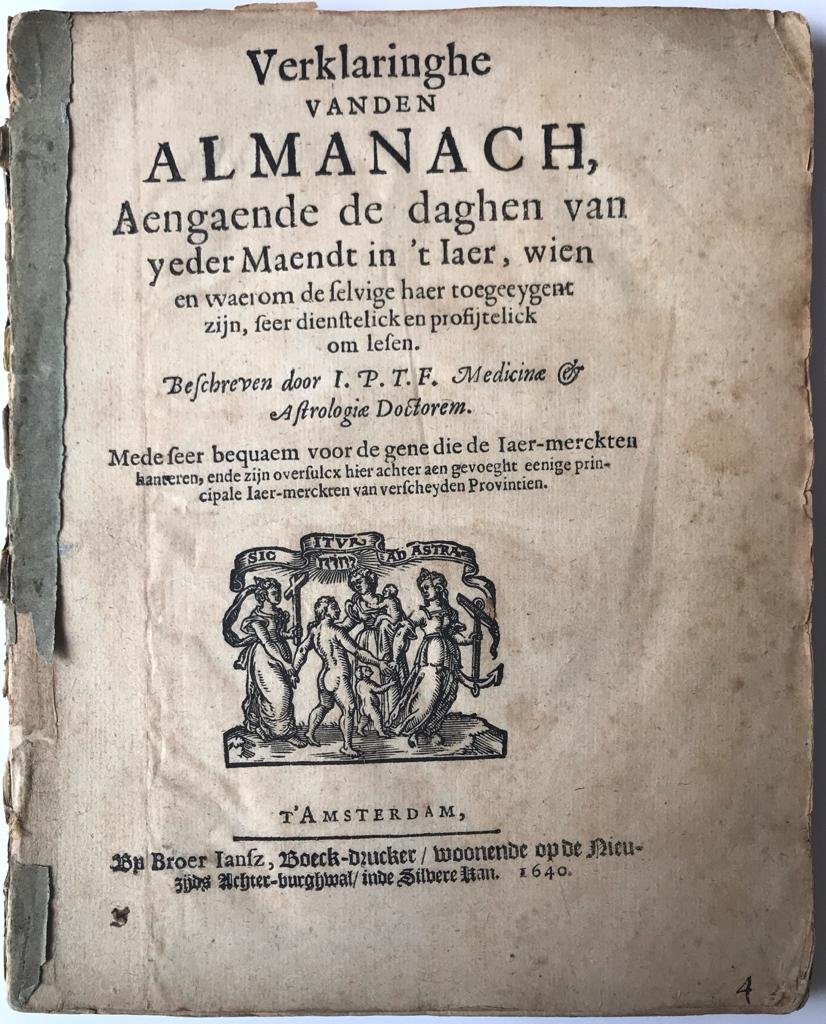 Verklaringhe
VANDEN
ALMANACH,
Aengaende de daghen van
yeder Maendt in 't Iaer, wien
en waerom de ſelvige haer toegeeygent
zijn, ſeer dienſtelick en profijtelick
om leſen.
Beſchreven door I. P. T. F. Medicinæ &
Aſtrologiæ Doctorem.
Mede ſeer bequaem voor de gene die de Iaer-merckten
hanteren, ende zijn overſulcx hier achter aen gevoeght eenige prin-
cipale Iaer-merckten van verſcheyden Provintien.
SIC ITVR AD ASTRA
יהוה
T'AMSTERDAM,
By Broer Ianſz, Boeck-drucker / woonende op de Nieu-
zijds Achter-burghwal/ inde Silvere Kan. 1640.
4